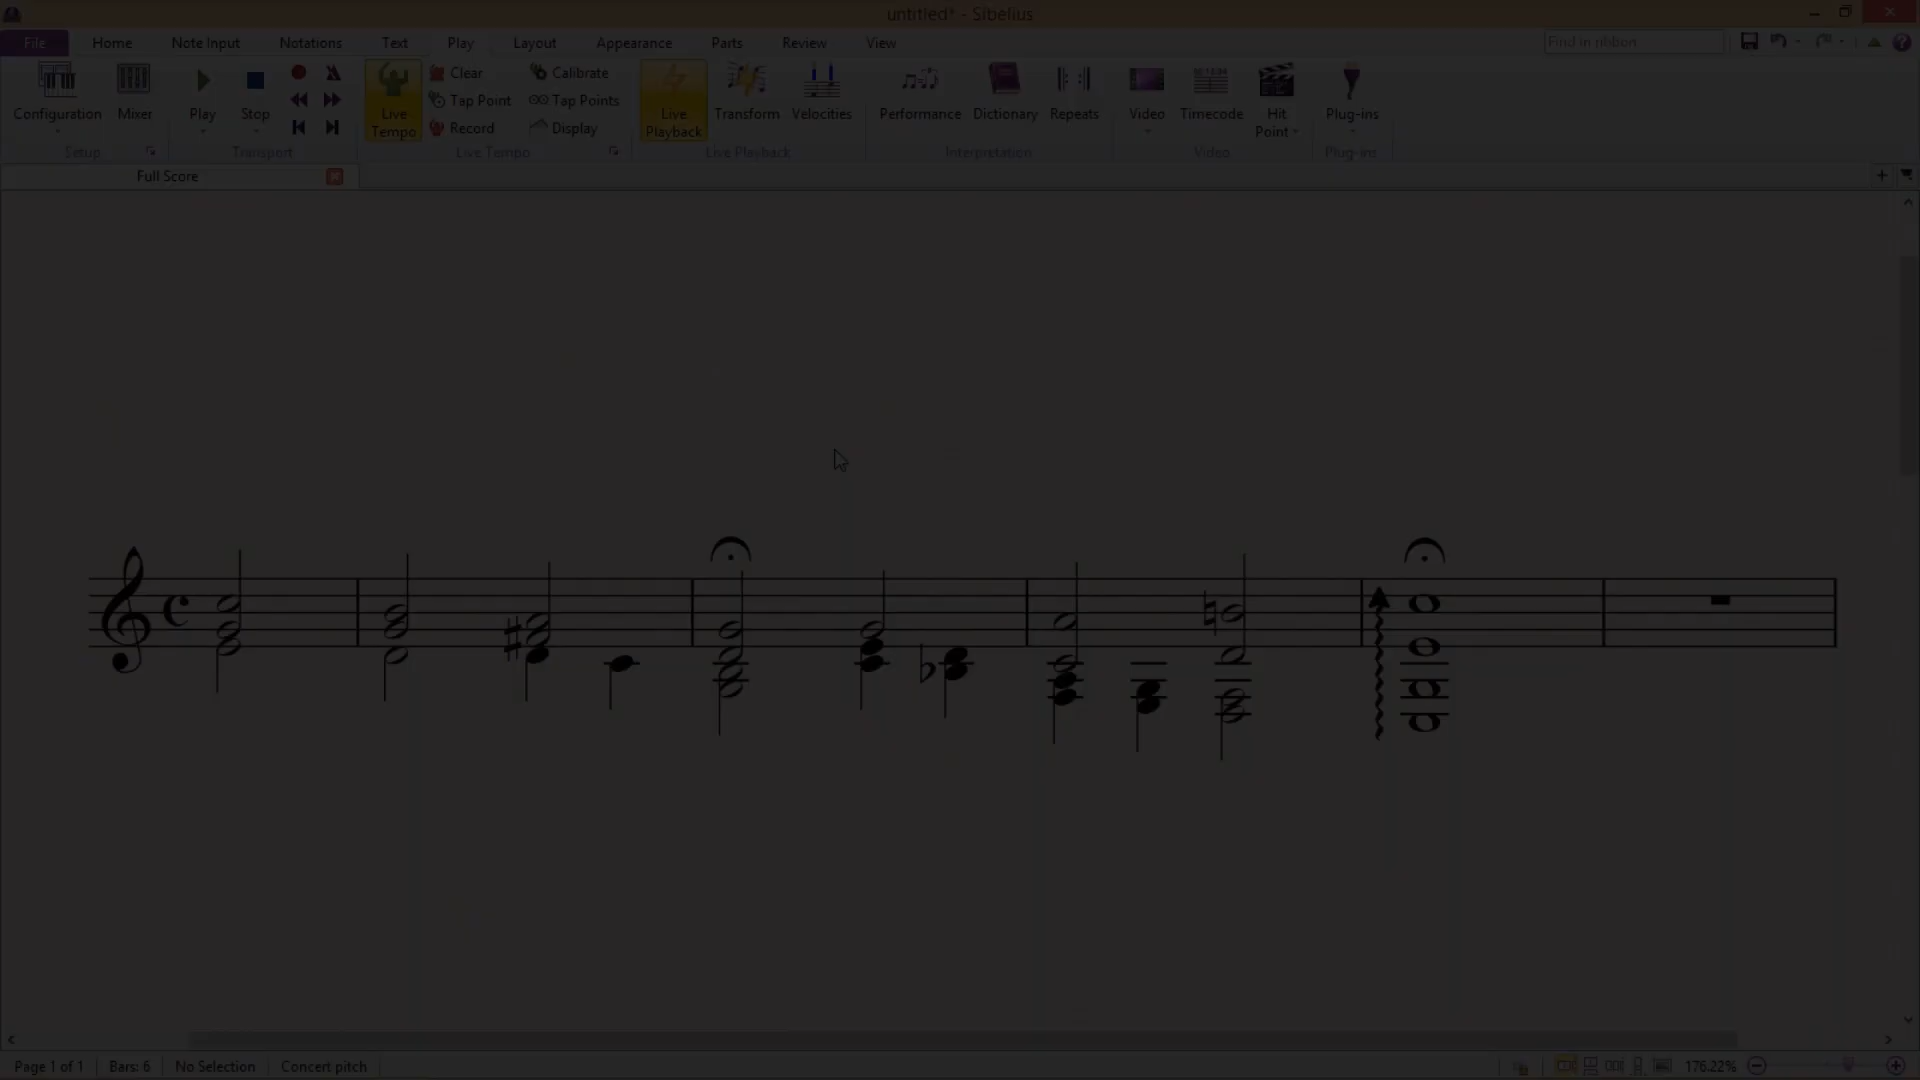 untitled* - Sibelius
File Home Note Input Notations Text Play Layout Appearance Parts Review View Find in ribbon
Configuration Mixer Play Stop Live Tempo Clear Tap Point Record Calibrate Tap Points Display Live Playback Transform Velocities Performance Dictionary Repeats Video Timecode Hit Point Plug-ins
Setup Transport Live Tempo Live Playback Interpretation Video Plug-ins
Full Score
Page 1 of 1 Bars: 6 No Selection Concert pitch 176.22%